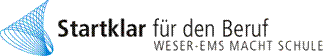 Startklar für den Beruf
WESER-EMS MACHT SCHULE